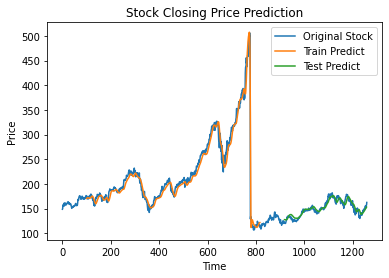 Stock Closing Price Prediction
Original Stock
Train Predict
Test Predict
500
450
400
350
300
250
200
150
100
Price
0
200
400
600
800
1000
1200
Time